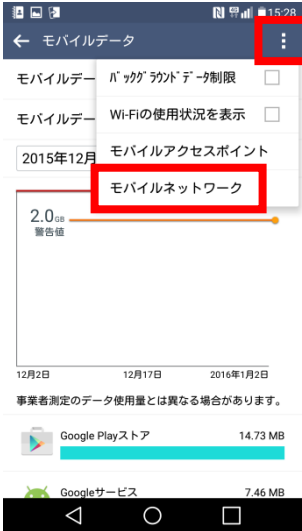 15:28
モバイルデータ
モバイルデー
バックグラウンドデータ制限
Wi-Fiの使用状況を表示
モバイルデー
モバイルアクセスポイント
2015年12月
モバイルネットワーク
2.0GB
警告値
12月2日 12月17日 2016年1月2日
事業者測定のデータ使用量とは異なる場合があります。
Google Playストア 14.73 MB
Googleサービス 7.46 MB